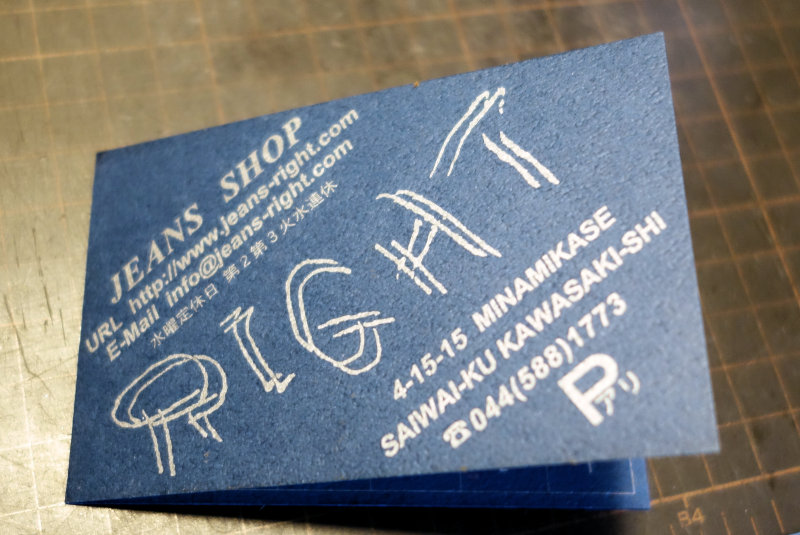 JEANS SHOP
URL http://www.jeans-right.com
E-Mail info@jeans-right.com
水曜定休日 第2第3火水連休
RIGHT
4-15-15 MINAMIKASE
SAIWAI-KU KAWASAKI-SHI
☎044(588)1773
Pアリ
84